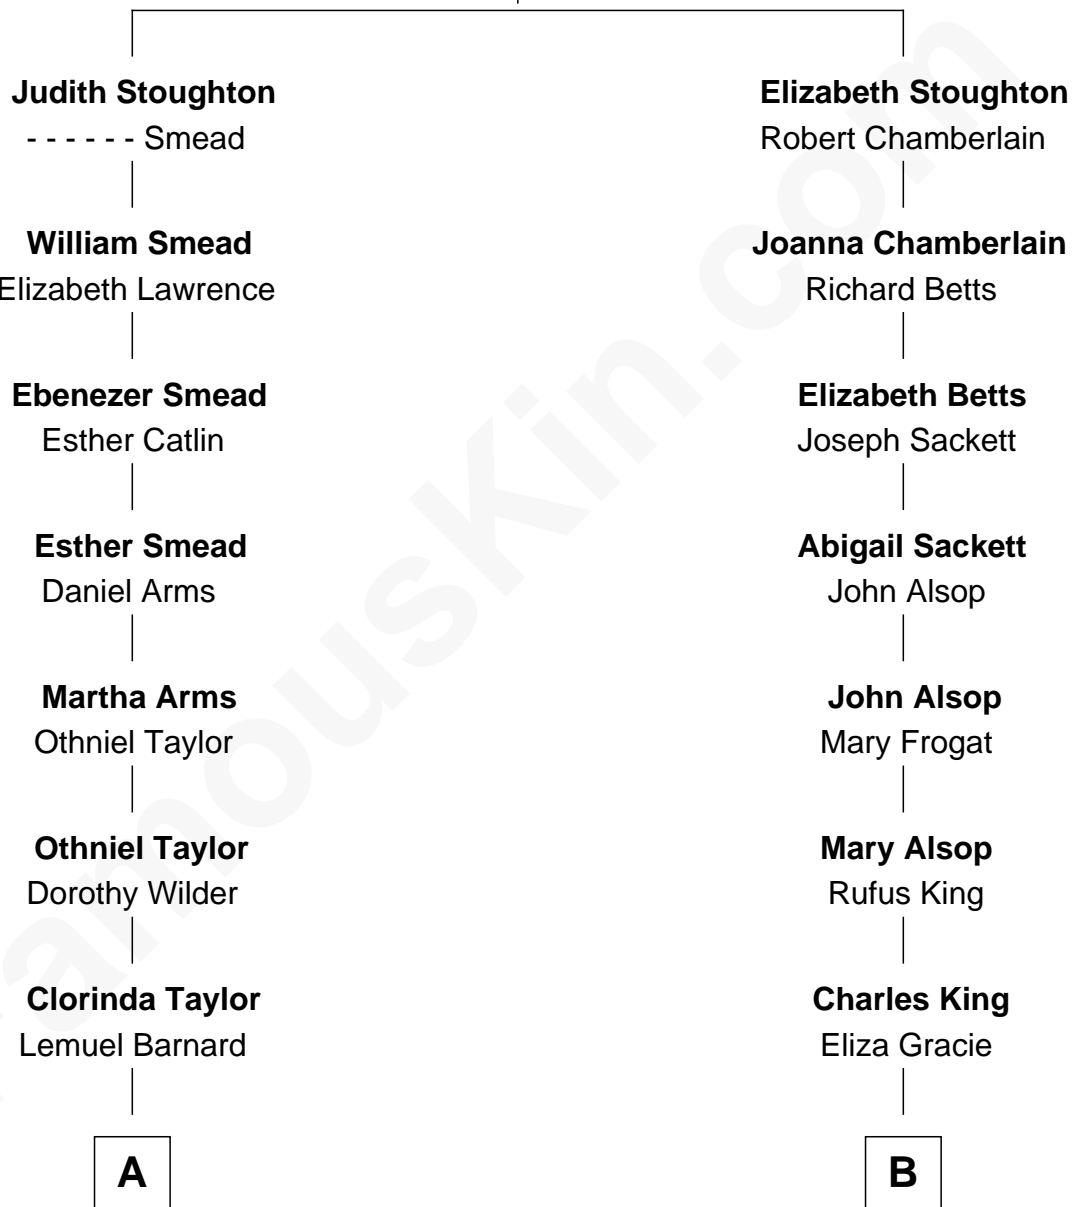 Judith Stoughton
- - - - - - Smead
William Smead
Elizabeth Lawrence
Ebenezer Smead
Esther Catlin
Esther Smead
Daniel Arms
Martha Arms
Othniel Taylor
Othniel Taylor
Dorothy Wilder
Clorinda Taylor
Lemuel Barnard
A
Elizabeth Stoughton
Robert Chamberlain
Joanna Chamberlain
Richard Betts
Elizabeth Betts
Joseph Sackett
Abigail Sackett
John Alsop
John Alsop
Mary Frogat
Mary Alsop
Rufus King
Charles King
Eliza Gracie
B
FamousKin.com